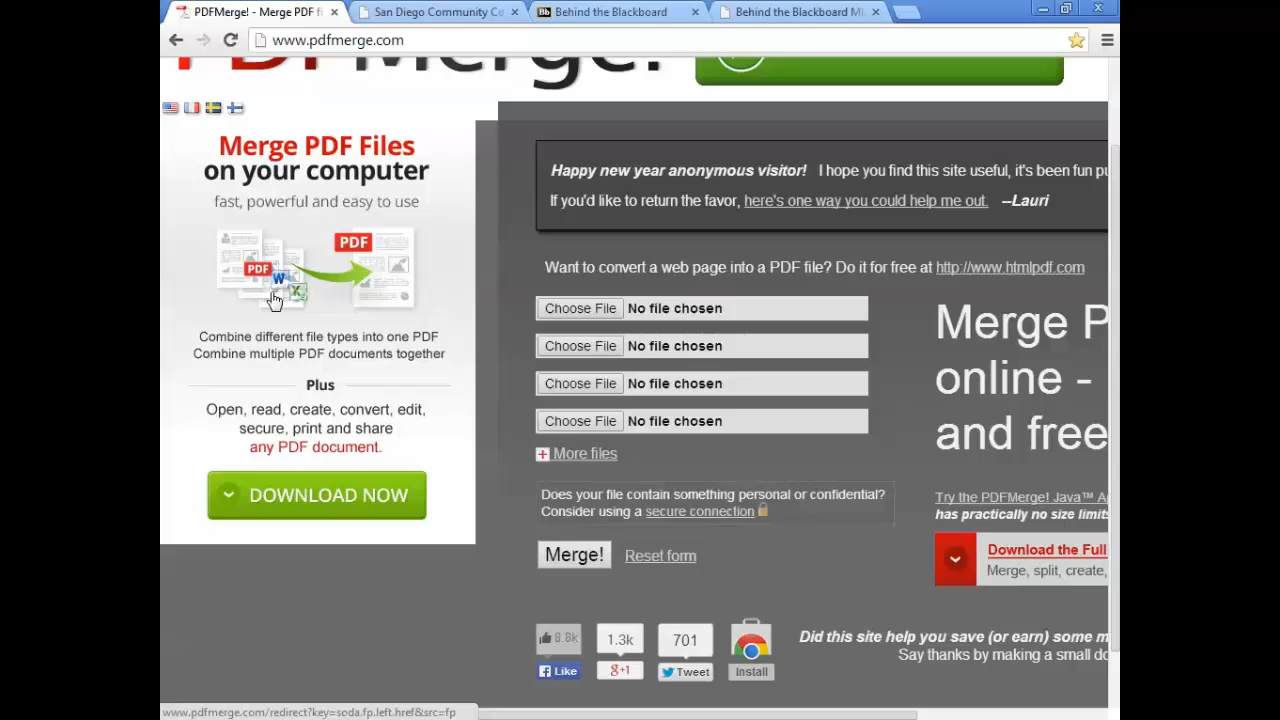 PDFMerge! - Merge PDF fi
San Diego Community Co
Bb Behind the Blackboard
Behind the Blackboard Ml
www.pdfmerge.com
PDFMerge!
Merge PDF Files
on your computer
fast, powerful and easy to use
PDF
PDF
W
X
Combine different file types into one PDF
Combine multiple PDF documents together
Plus
Open, read, create, convert, edit,
secure, print and share
any PDF document.
DOWNLOAD NOW
Happy new year anonymous visitor! I hope you find this site useful, it's been fun pu
If you'd like to return the favor, here's one way you could help me out. --Lauri
Want to convert a web page into a PDF file? Do it for free at http://www.htmlpdf.com
Choose File No file chosen
Choose File No file chosen
Choose File No file chosen
Choose File No file chosen
+ More files
Does your file contain something personal or confidential?
Consider using a secure connection
Merge! Reset form
Merge P
online -
and free
Try the PDFMerge! Java™ Ap
has practically no size limits
Download the Full
Merge, split, create,
8.8k
1.3k
701
Like
g+1
Tweet
Install
Did this site help you save (or earn) some m
Say thanks by making a small do
www.pdfmerge.com/redirect?key=soda.fp.left.href&src=fp